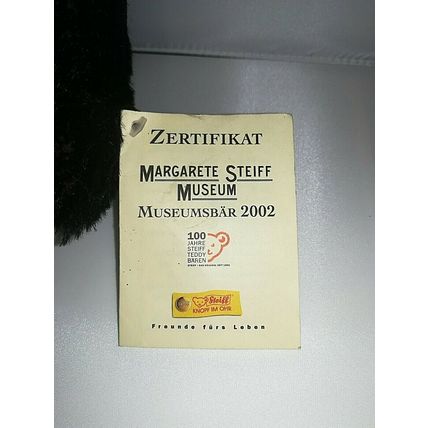 ZERTIFIKAT
MARGARETE STEIFF
MUSEUM
MUSEUMSBÄR 2002
100
JAHRE
STEIFF
TEDDY
BÄREN
Steiff
KNOPF IM OHR
Freunde fürs Leben